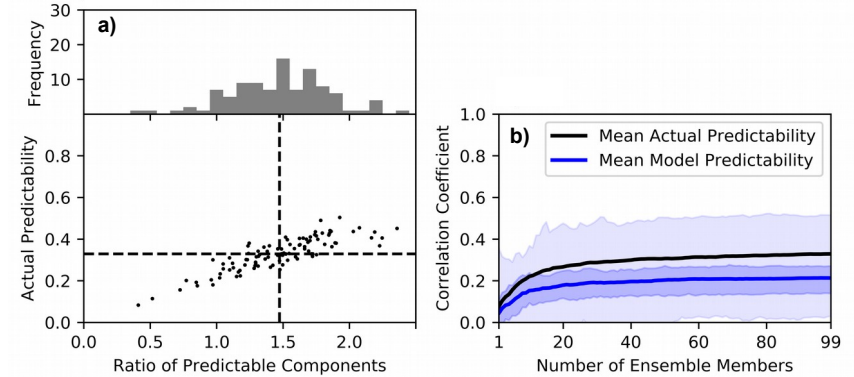 a)
30
20
10
Frequency
0.8
0.6
0.4
0.2
0.0
Actual Predictability
0.0 0.5 1.0 1.5 2.0
Ratio of Predictable Components
b)
Mean Actual Predictability
Mean Model Predictability
1.0
0.8
0.6
0.4
0.2
0.0
Correlation Coefficient
1 20 40 60 80 99
Number of Ensemble Members